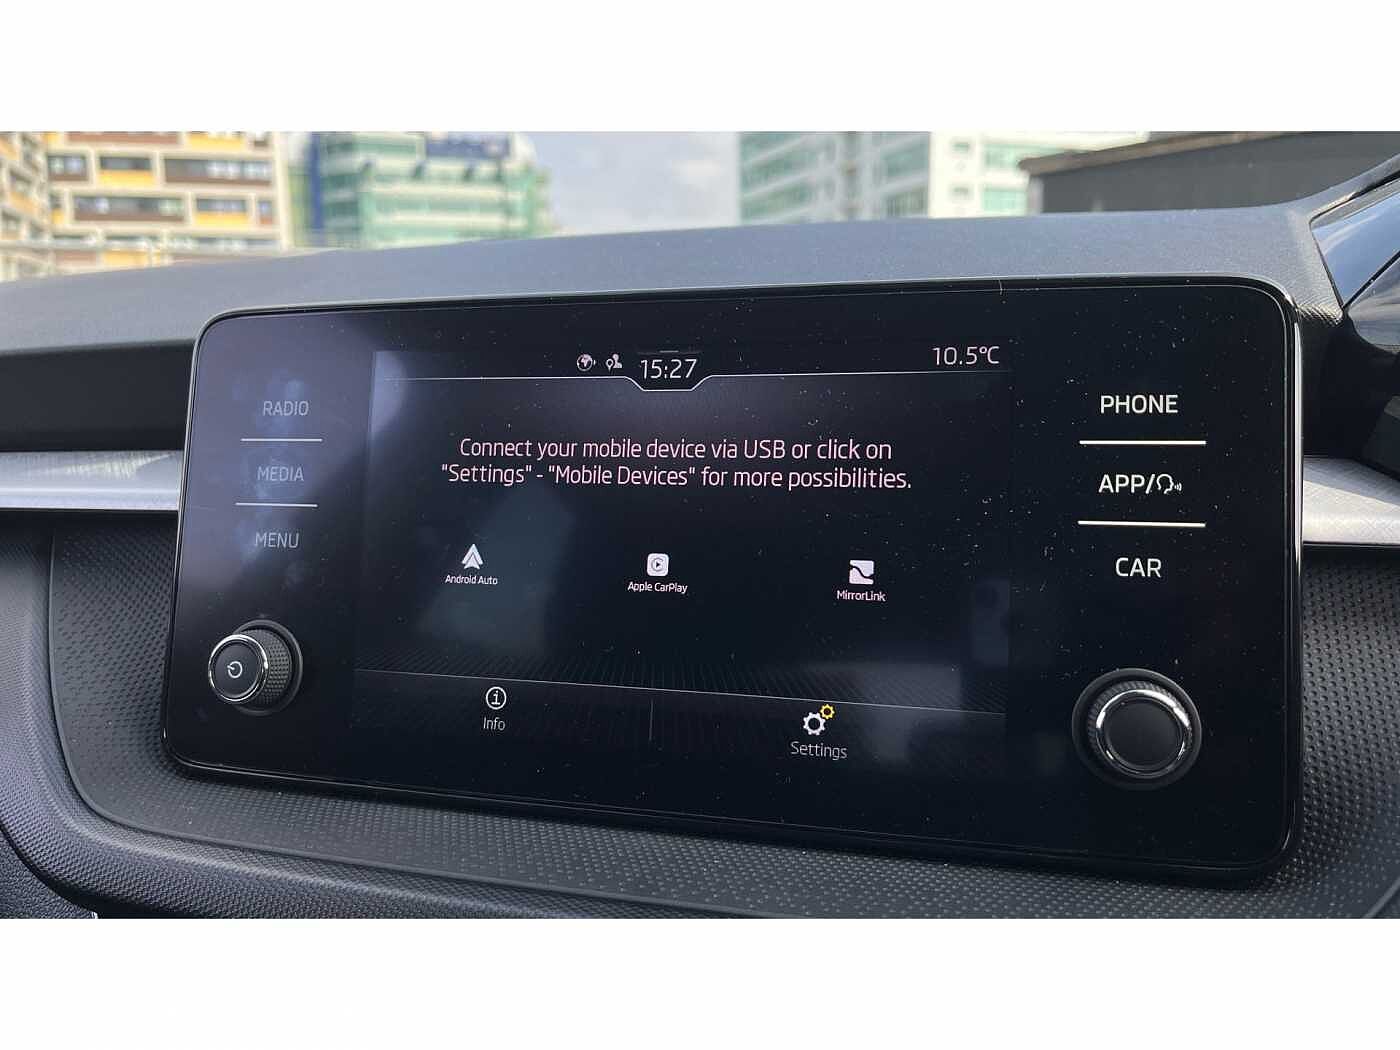 15:27
10.5°C
RADIO
MEDIA
MENU
Connect your mobile device via USB or click on
"Settings" - "Mobile Devices" for more possibilities.
Android Auto
Apple CarPlay
MirrorLink
Info
Settings
PHONE
APP/
CAR